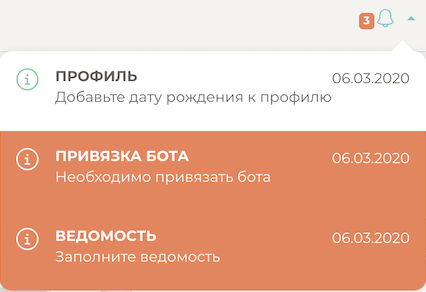 3
ПРОФИЛЬ 06.03.2020
Добавьте дату рождения к профилю
ПРИВЯЗКА БОТА 06.03.2020
Необходимо привязать бота
ВЕДОМОСТЬ 06.03.2020
Заполните ведомость